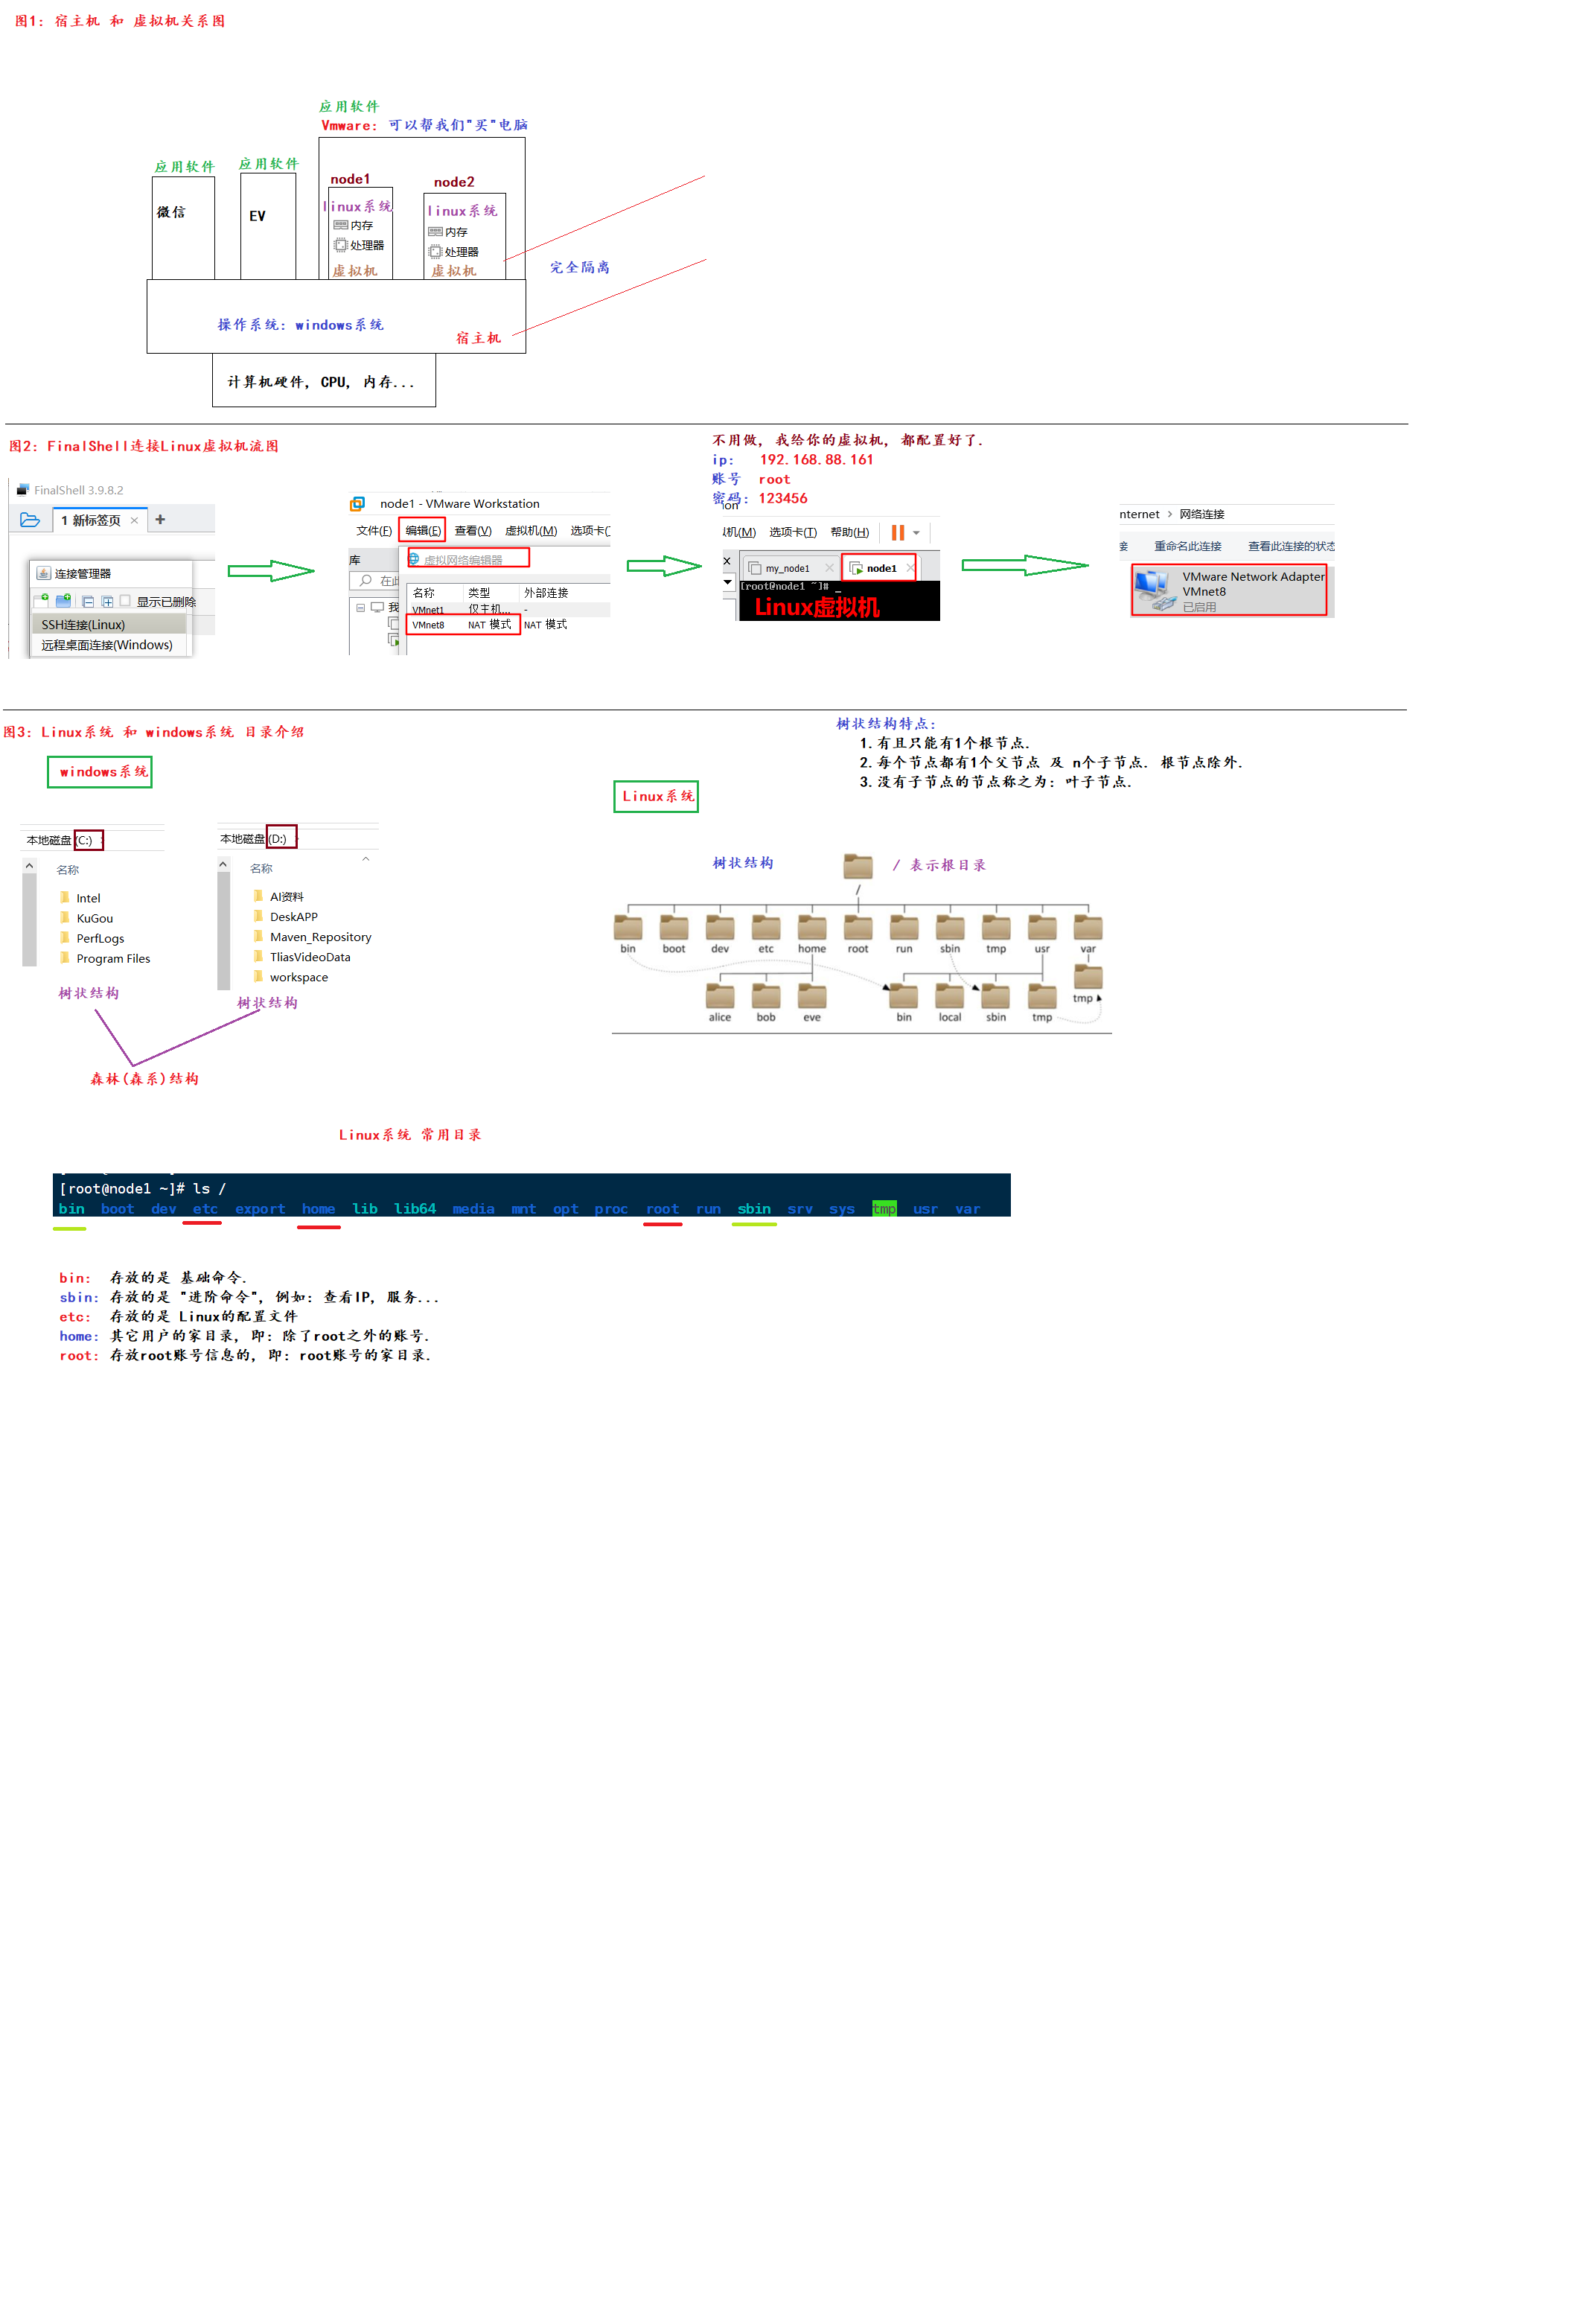 图1: 宿主机 和 虚拟机关系图
应用软件
Vmware: 可以帮我们"买"电脑
应用软件
应用软件
node1
node2
微信
EV
linux系统
内存
处理器
虚拟机
linux系统
内存
处理器
虚拟机
完全隔离
操作系统: windows系统
宿主机
计算机硬件, CPU, 内存...
图2: FinalShell连接Linux虚拟机流图
不用做, 我给你的虚拟机, 都配置好了.
ip: 192.168.88.161
账号 root
密码: 123456
FinalShell 3.9.8.2
1 新标签页
连接管理器
显示已删除
SSH连接(Linux)
远程桌面连接(Windows)
node1 - VMware Workstation
文件(F) 编辑(E) 查看(V) 虚拟机(M) 选项卡(T
库
虚拟网络编辑器
在此
我
名称 类型 外部连接
VMnet1 仅主机... -
VMnet8 NAT 模式 NAT 模式
ion
以机(M) 选项卡(T) 帮助(H)
my_node1
node1
[root@node1 ~]# _
Linux虚拟机
nternet > 网络连接
接 重命名此连接 查看此连接的状态
VMware Network Adapter
VMnet8
已启用
图3: Linux系统 和 windows系统 目录介绍
树状结构特点:
1. 有且只能有1个根节点.
2. 每个节点都有1个父节点 及 n个子节点. 根节点除外.
3. 没有子节点的节点称之为: 叶子节点.
windows系统
Linux系统
本地磁盘 (C:)
名称
Intel
KuGou
PerfLogs
Program Files
树状结构
本地磁盘 (D:)
名称
AI资料
DeskAPP
Maven_Repository
TliasVideoData
workspace
树状结构
森林(森系)结构
树状结构
/ 表示根目录
/
bin boot dev etc home root run sbin tmp usr var
alice bob eve bin local sbin tmp tmp
Linux系统 常用目录
[root@node1 ~]# ls /
bin boot dev etc export home lib lib64 media mnt opt proc root run sbin srv sys tmp usr var
bin: 存放的是 基础命令.
sbin: 存放的是 "进阶命令", 例如: 查看IP, 服务...
etc: 存放的是 Linux的配置文件
home: 其它用户的家目录, 即: 除了root之外的账号.
root: 存放root账号信息的, 即: root账号的家目录.